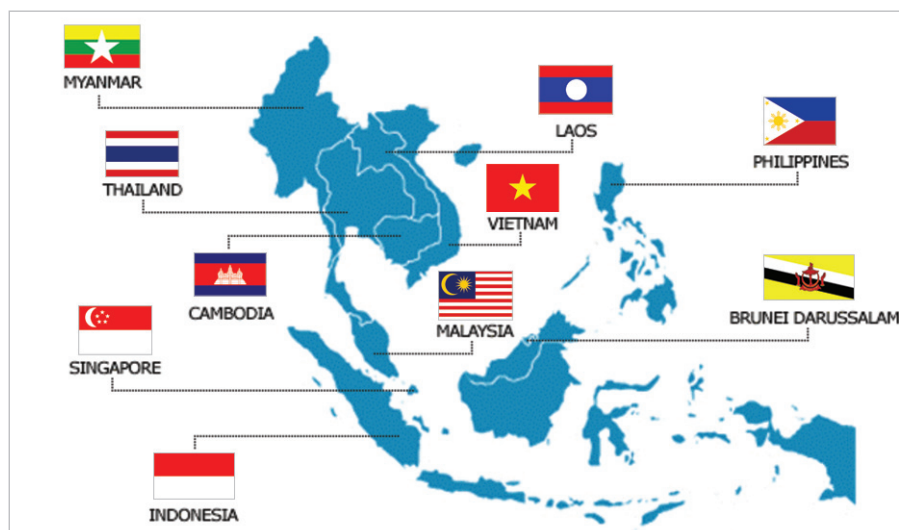 MYANMAR
LAOS
PHILIPPINES
THAILAND
VIETNAM
CAMBODIA
MALAYSIA
BRUNEI DARUSSALAM
SINGAPORE
INDONESIA